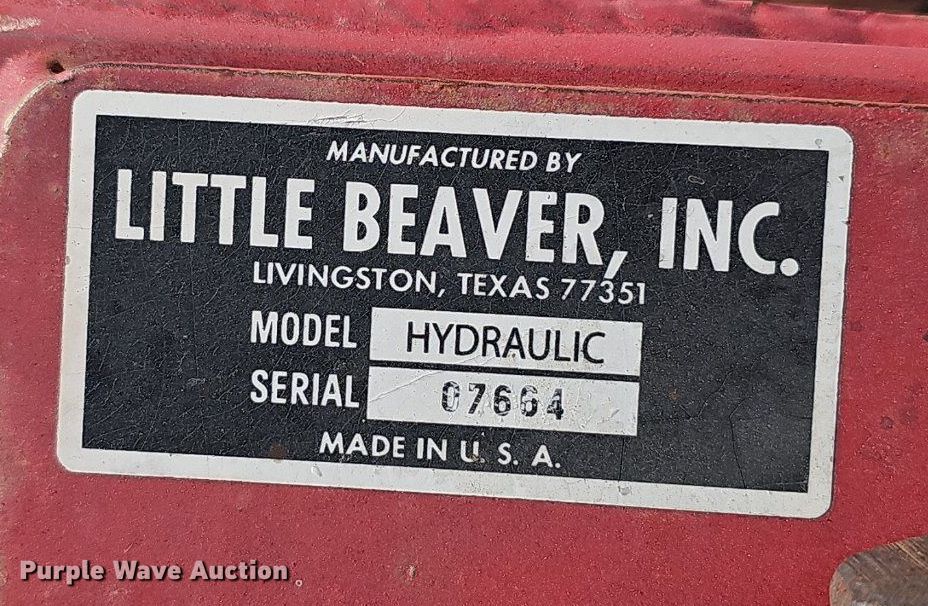 MANUFACTURED BY
LITTLE BEAVER, INC.
LIVINGSTON, TEXAS 77351
MODEL HYDRAULIC
SERIAL 07664
MADE IN U. S. A.
Purple Wave Auction